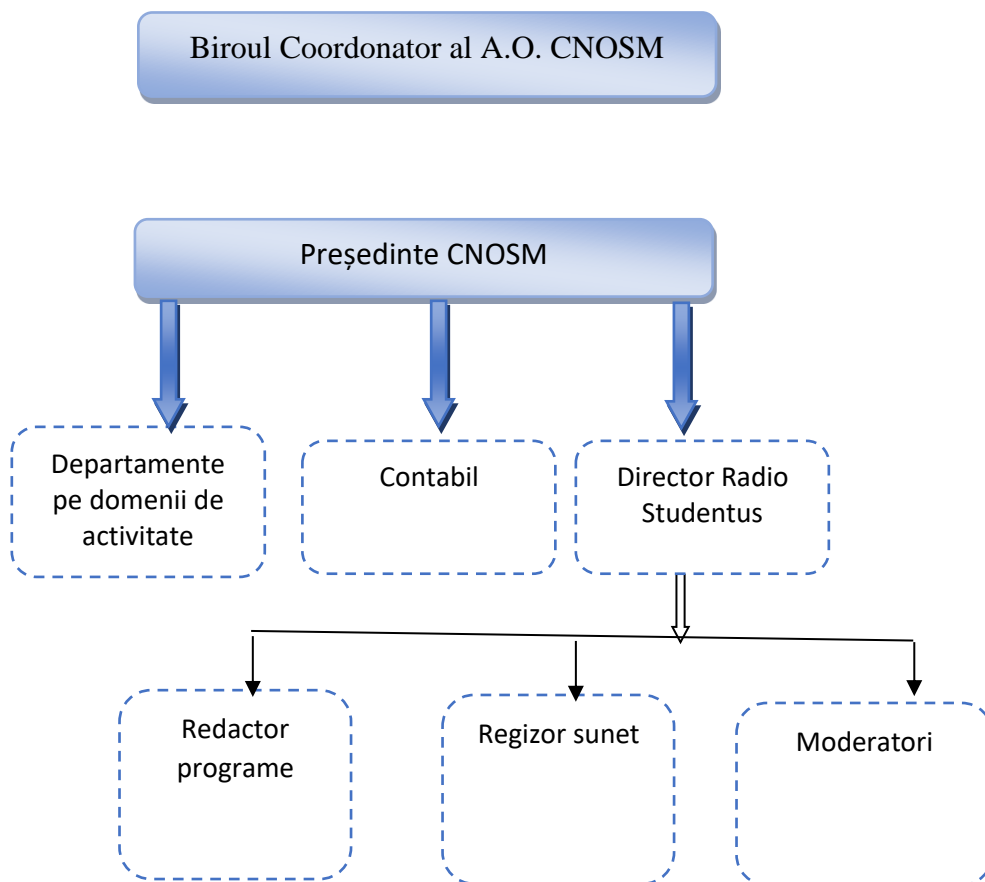 Biroul Coordonator al A.O. CNOSM
Președinte CNOSM
Departamente
pe domenii de
activitate
Contabil
Director Radio
Studentus
Redactor
programe
Regizor sunet
Moderatori